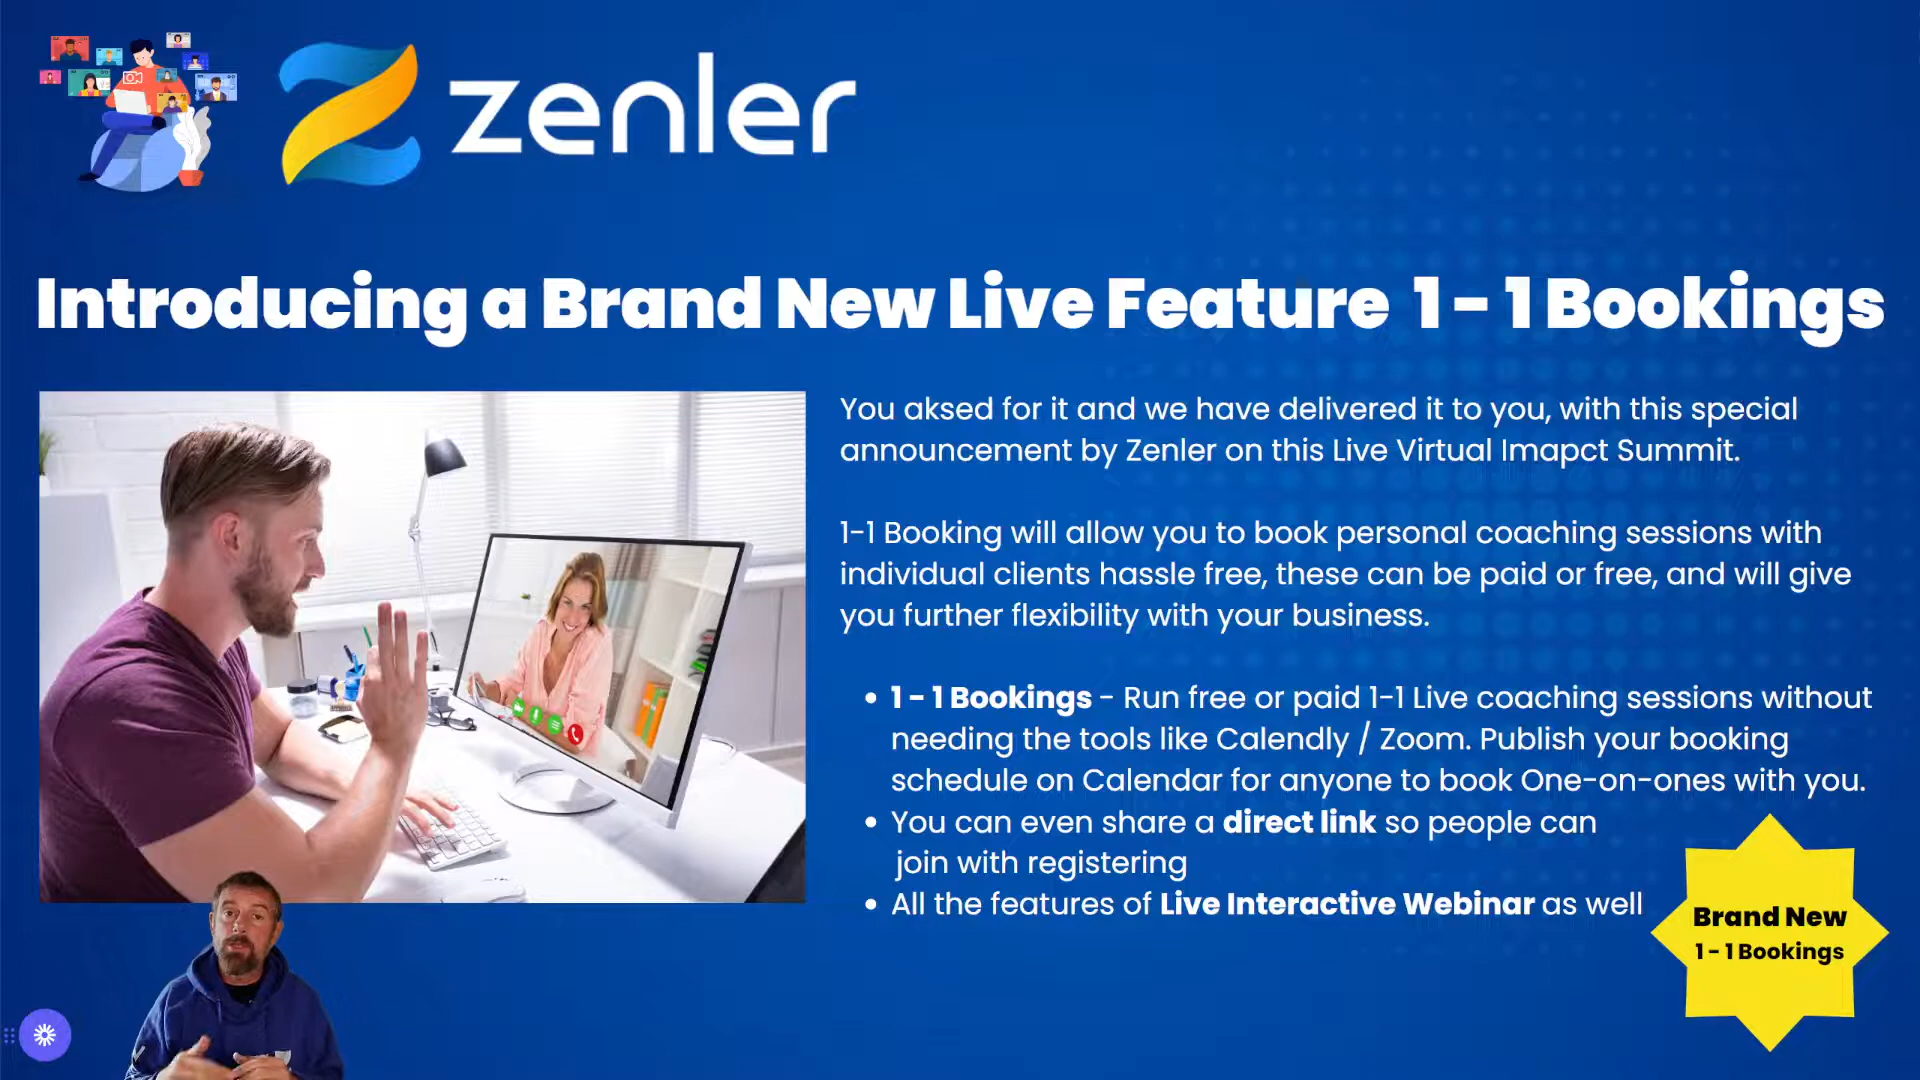 zenler
Introducing a Brand New Live Feature 1 - 1 Bookings
You aksed for it and we have delivered it to you, with this special
announcement by Zenler on this Live Virtual Imapct Summit.
1-1 Booking will allow you to book personal coaching sessions with
individual clients hassle free, these can be paid or free, and will give
you further flexibility with your business.
• 1 - 1 Bookings - Run free or paid 1-1 Live coaching sessions without
needing the tools like Calendly / Zoom. Publish your booking
schedule on Calendar for anyone to book One-on-ones with you.
• You can even share a direct link so people can
join with registering
• All the features of Live Interactive Webinar as well
Brand New
1 - 1 Bookings